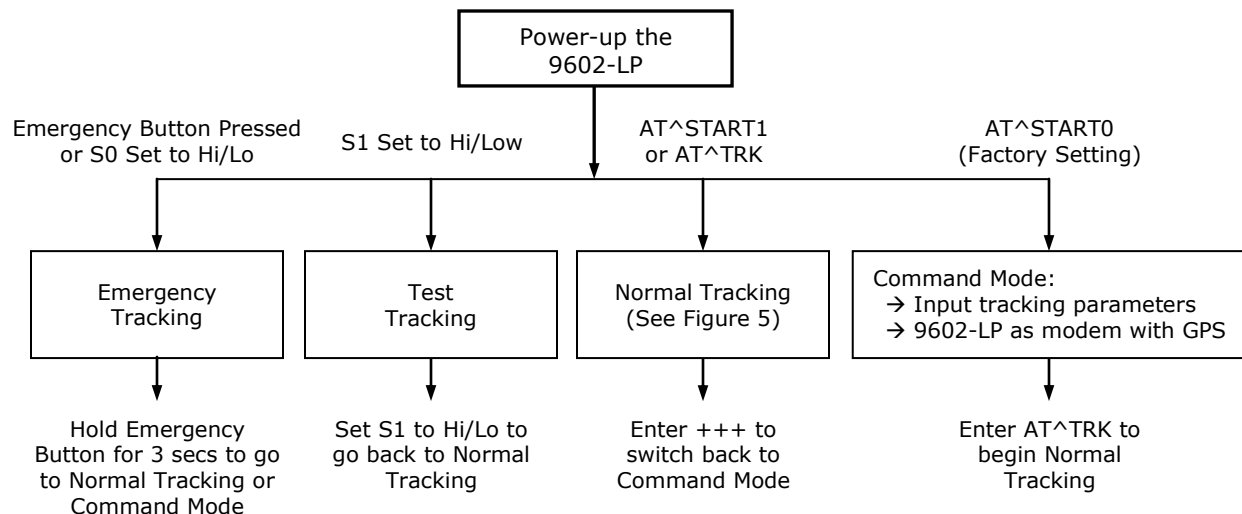 Power-up the
9602-LP
Emergency Button Pressed
or S0 Set to Hi/Lo
S1 Set to Hi/Low
AT^START1
or AT^TRK
AT^START0
(Factory Setting)
Emergency
Tracking
Test
Tracking
Normal Tracking
(See Figure 5)
Command Mode:
→ Input tracking parameters
→ 9602-LP as modem with GPS
Hold Emergency
Button for 3 secs to go
to Normal Tracking or
Command Mode
Set S1 to Hi/Lo to
go back to Normal
Tracking
Enter +++ to
switch back to
Command Mode
Enter AT^TRK to
begin Normal
Tracking